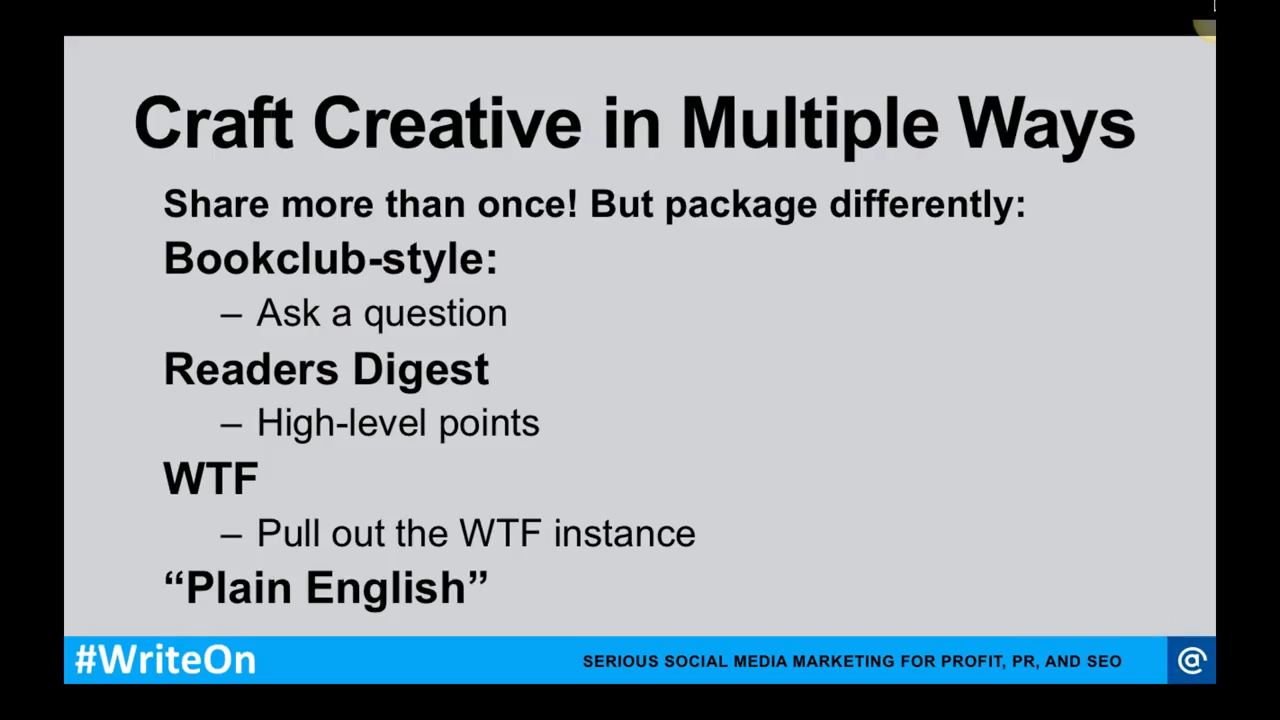 Craft Creative in Multiple Ways
Share more than once! But package differently:
Bookclub-style:
– Ask a question
Readers Digest
– High-level points
WTF
– Pull out the WTF instance
“Plain English”
#WriteOn
SERIOUS SOCIAL MEDIA MARKETING FOR PROFIT, PR, AND SEO
@